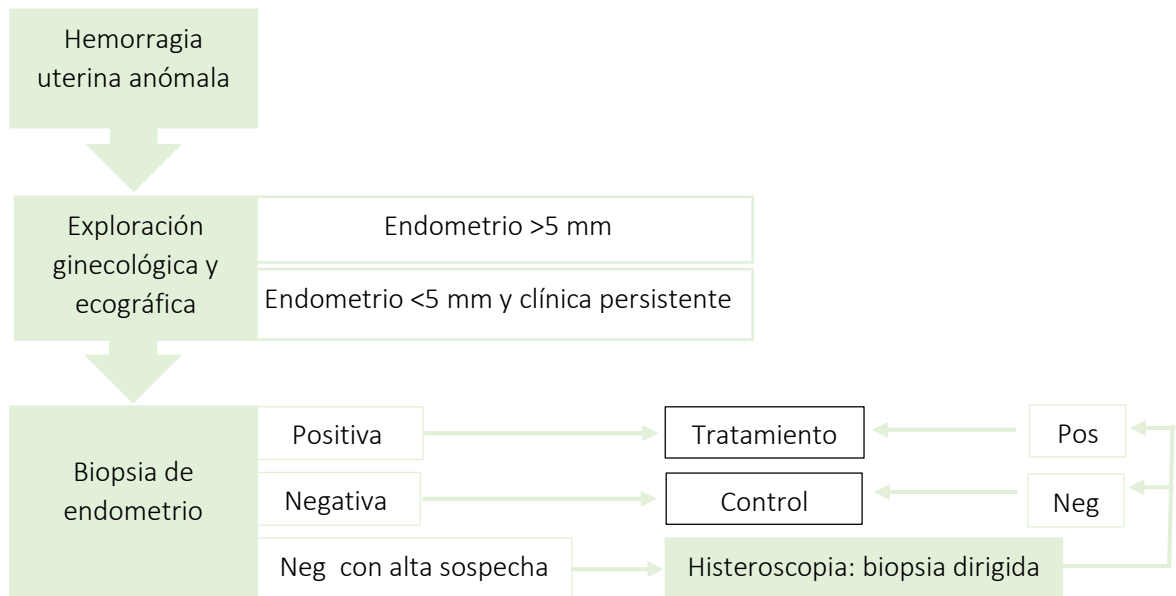 Hemorragia
uterina anómala
Exploración
ginecológica y
ecográfica
Endometrio >5 mm
Endometrio <5 mm y clínica persistente
Biopsia de
endometrio
Positiva
Tratamiento
Pos
Negativa
Control
Neg
Neg con alta sospecha
Histeroscopia: biopsia dirigida